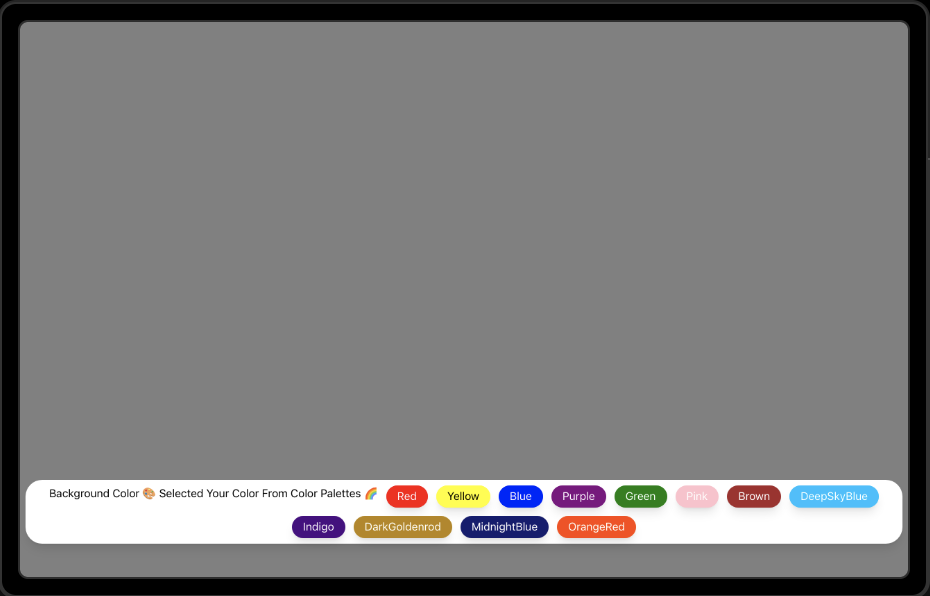 Background Color 🎨 Selected Your Color From Color Palettes 🌈 Red Yellow Blue Purple Green Pink Brown DeepSkyBlue
Indigo DarkGoldenrod MidnightBlue OrangeRed